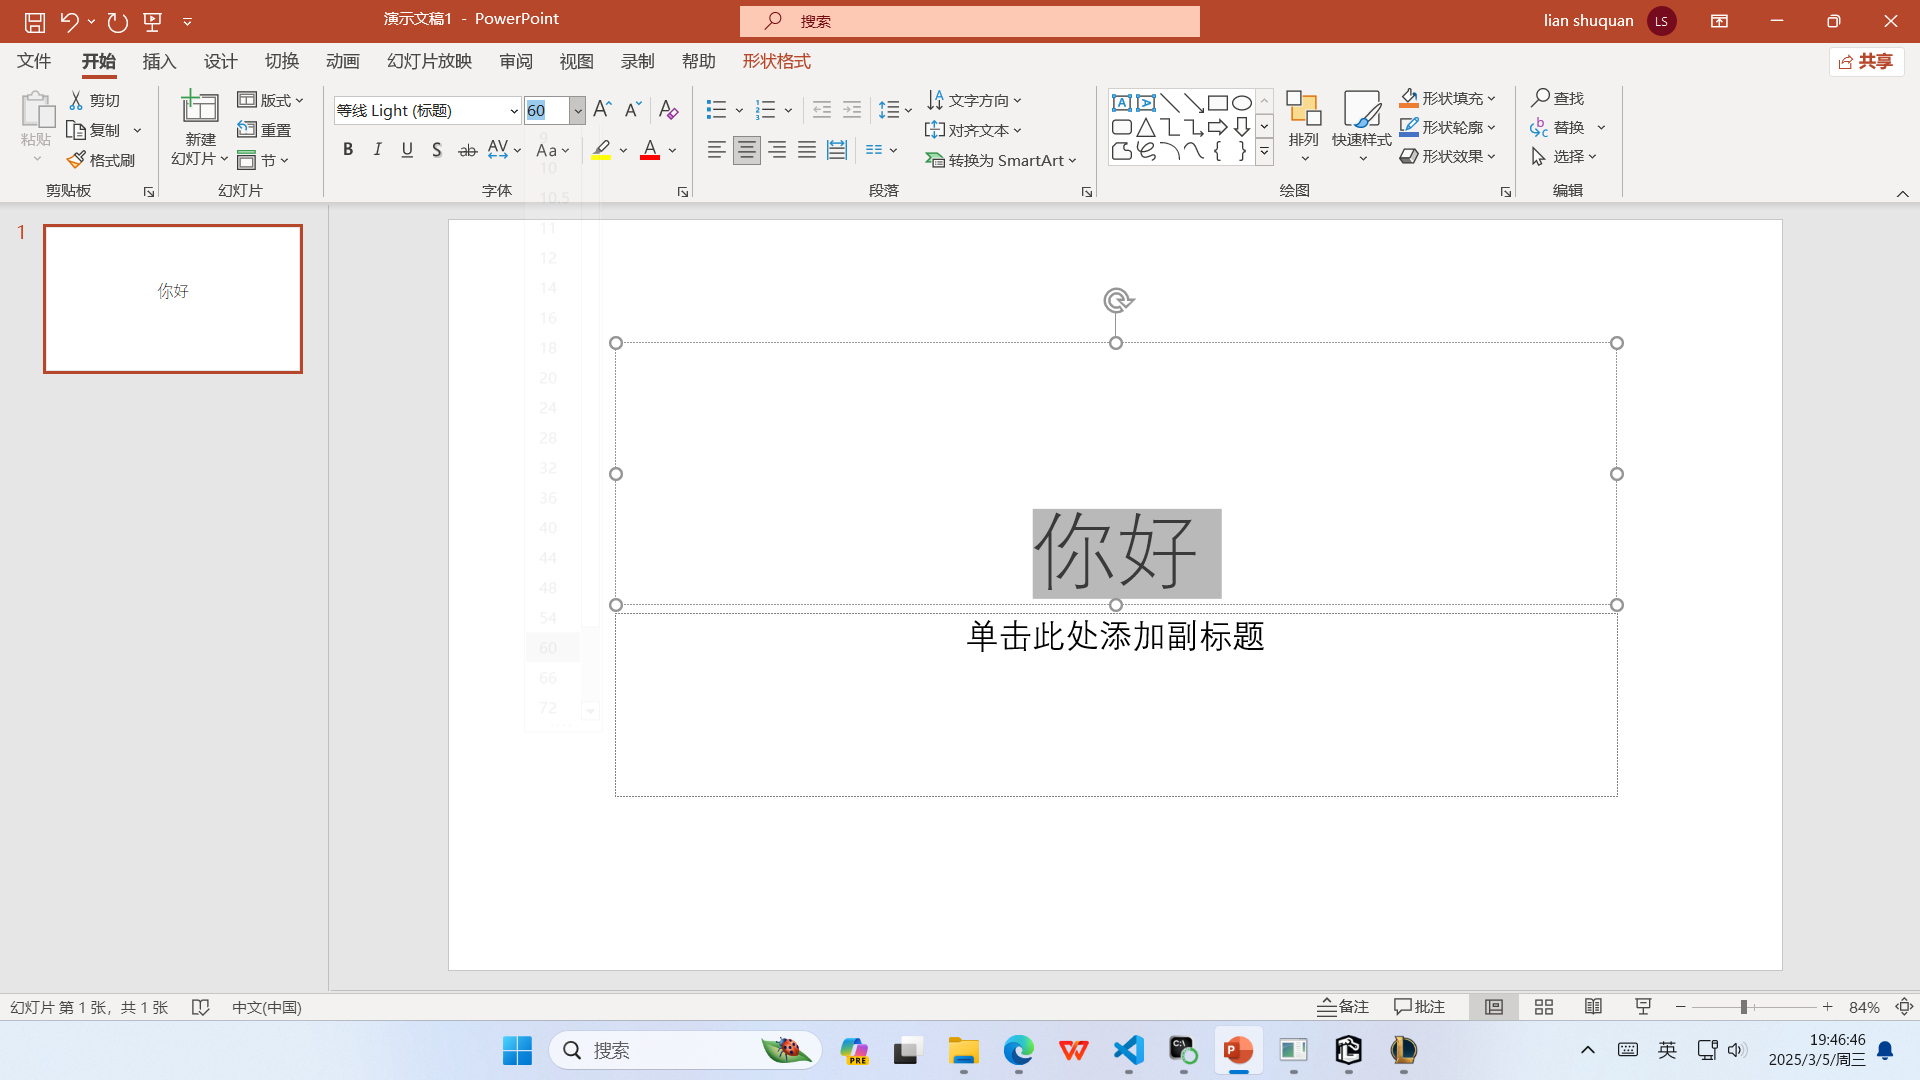 演示文稿1 - PowerPoint
搜索
lian shuquan
LS
文件
开始
插入
设计
切换
动画
幻灯片放映
审阅
视图
录制
帮助
形状格式
共享
粘贴
剪切
复制
格式刷
剪贴板
新建
幻灯片
版式
重置
节
幻灯片
等线 Light (标题)
60
B I U S ab AV Aa A
字体
文字方向
对齐文本
转换为 SmartArt
段落
排列
快速样式
形状填充
形状轮廓
形状效果
绘图
查找
替换
选择
编辑
9
10
10.5
11
12
14
16
18
20
24
28
32
36
40
44
48
54
60
66
72
1
你好
你好
单击此处添加副标题
幻灯片 第 1 张，共 1 张
中文(中国)
备注
批注
84%
搜索
PRE
英
19:46:46
2025/3/5/周三